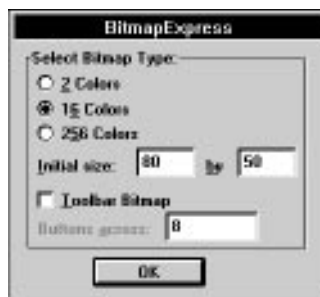 BitmapExpress
Select Bitmap Type:
2 Colors
16 Colors
256 Colors
Initial size: 80 by 50
Toolbar Bitmap
Buttons across: 8
OK